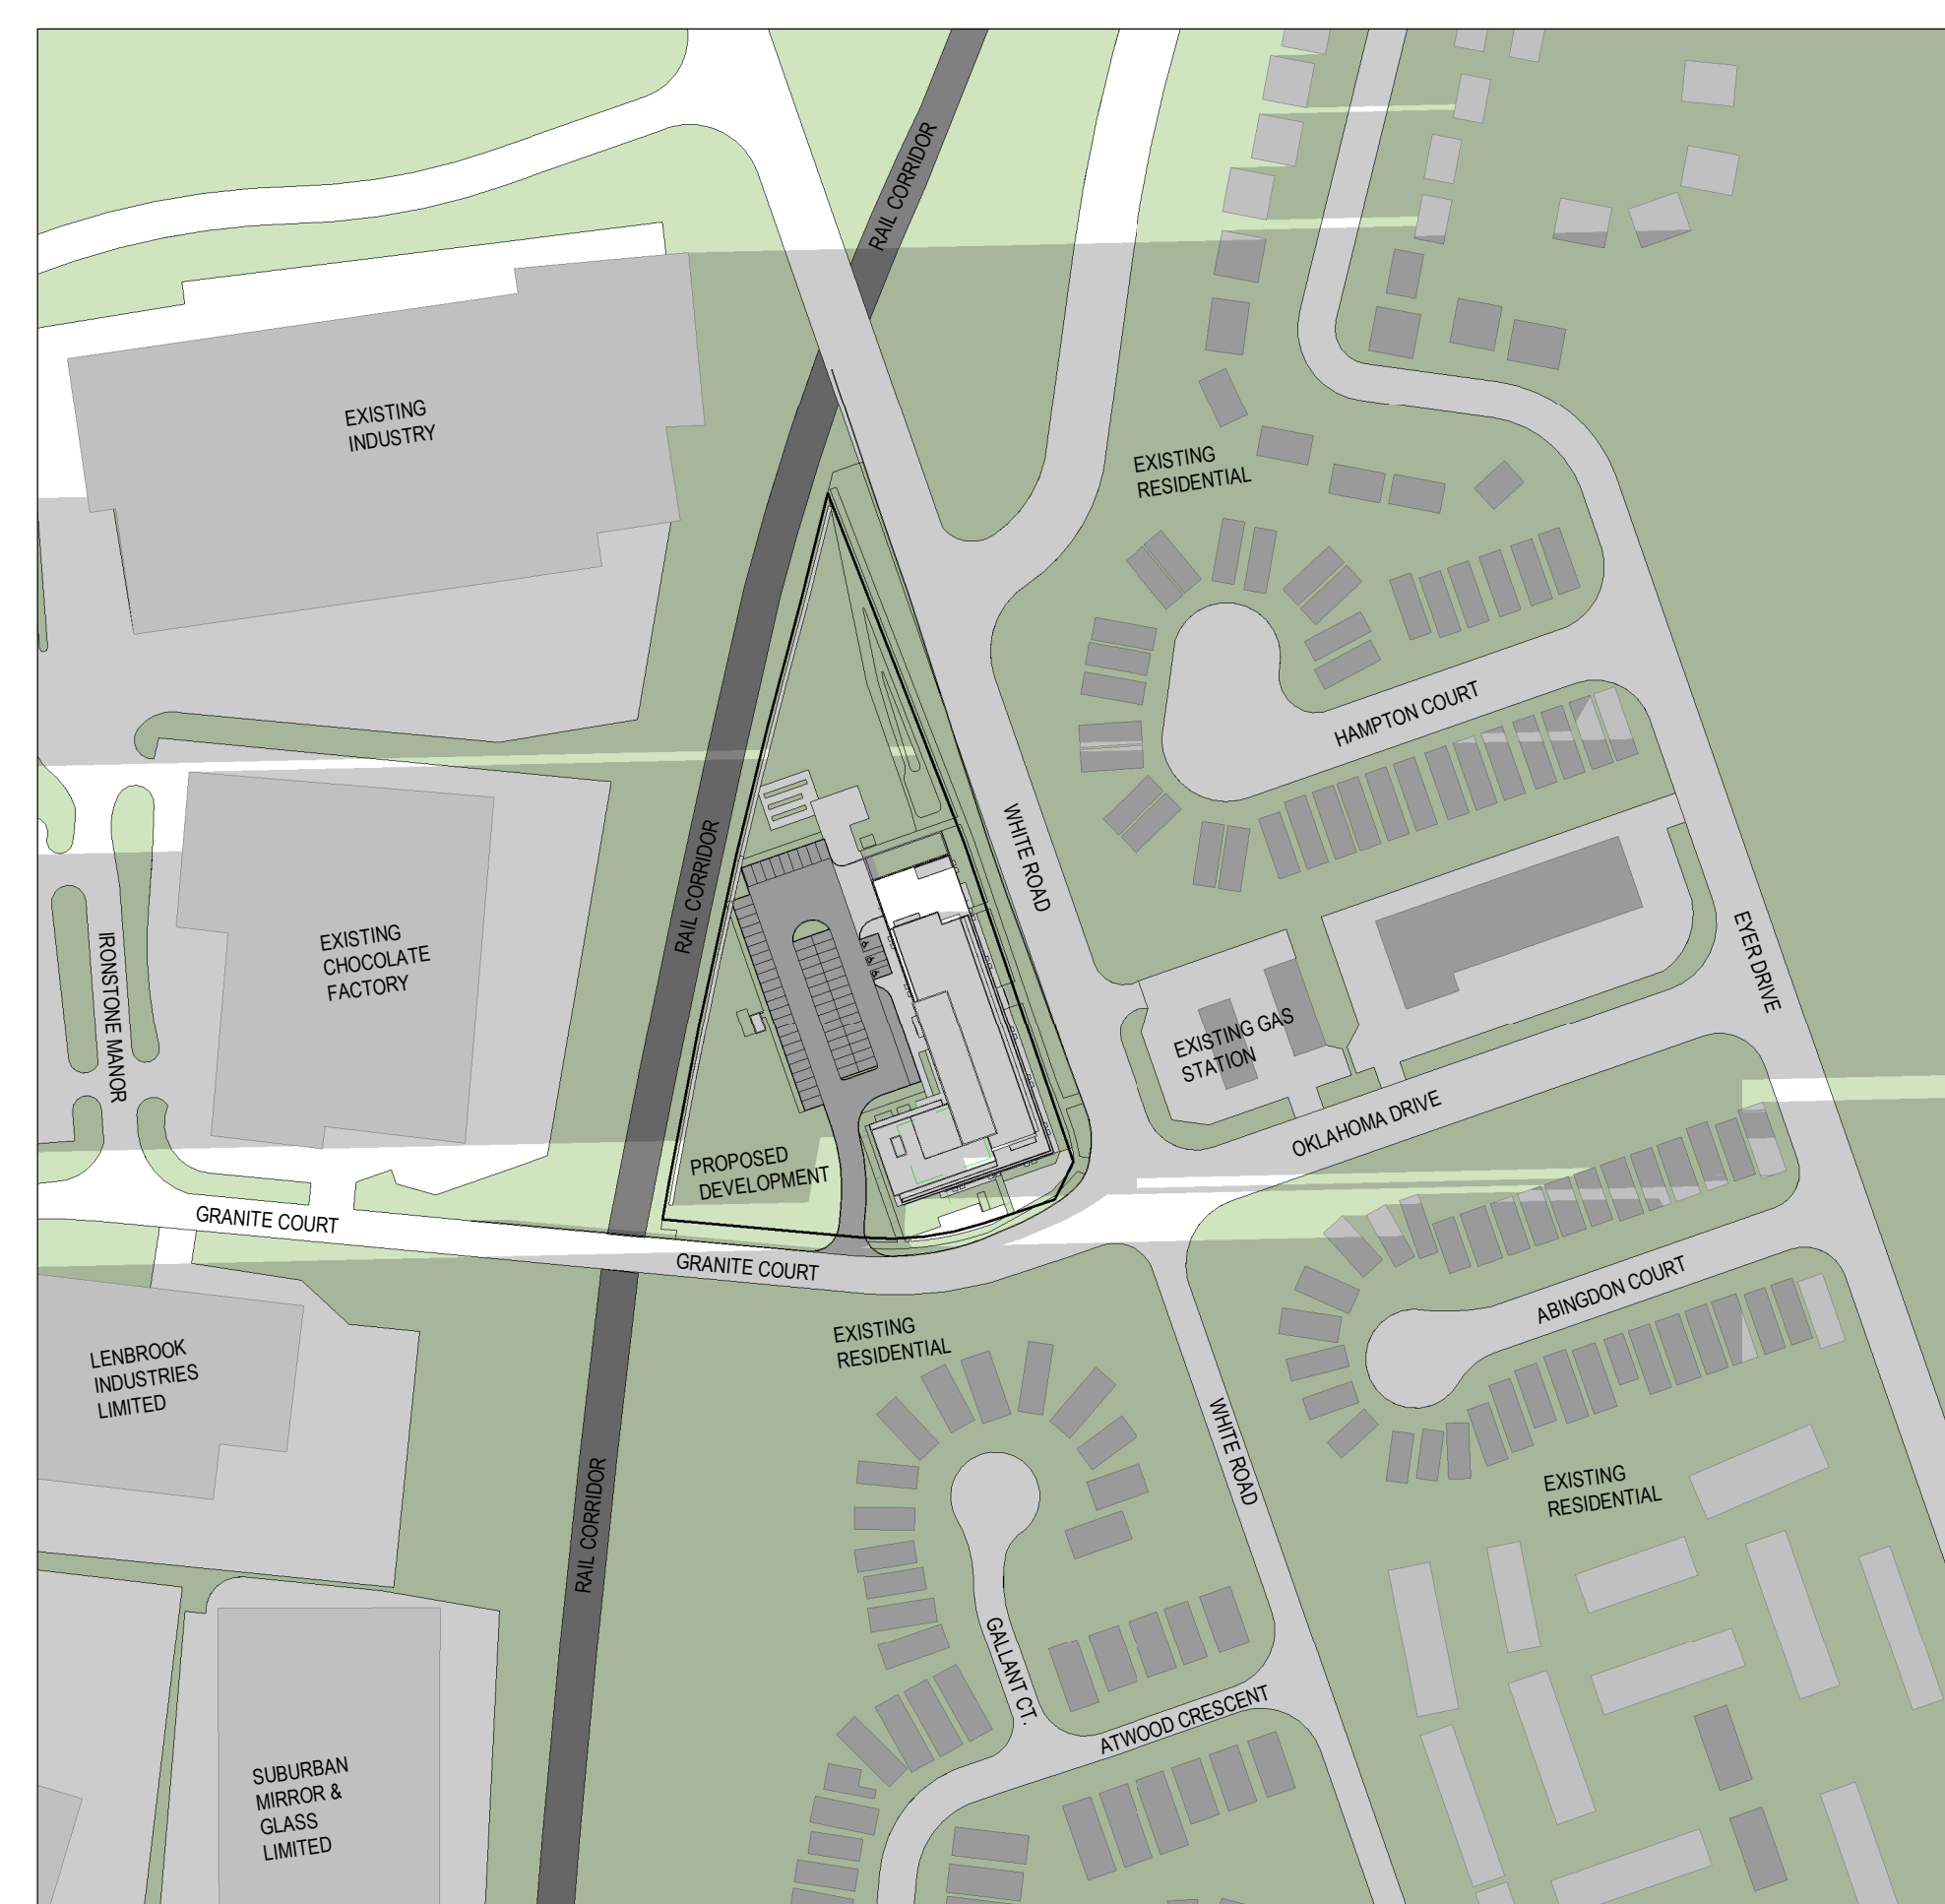 RAIL CORRIDOR
EXISTING
INDUSTRY
EXISTING
RESIDENTIAL
HAMPTON COURT
WHITE ROAD
RAIL CORRIDOR
EXISTING
CHOCOLATE
FACTORY
IRONSTONE MANOR
EYER DRIVE
EXISTING GAS
STATION
OKLAHOMA DRIVE
PROPOSED
DEVELOPMENT
GRANITE COURT
GRANITE COURT
ABINGDON COURT
EXISTING
RESIDENTIAL
LENBROOK
INDUSTRIES
LIMITED
WHITE ROAD
EXISTING
RESIDENTIAL
RAIL CORRIDOR
GALLANT CT.
ATWOOD CRESCENT
SUBURBAN
MIRROR &
GLASS
LIMITED